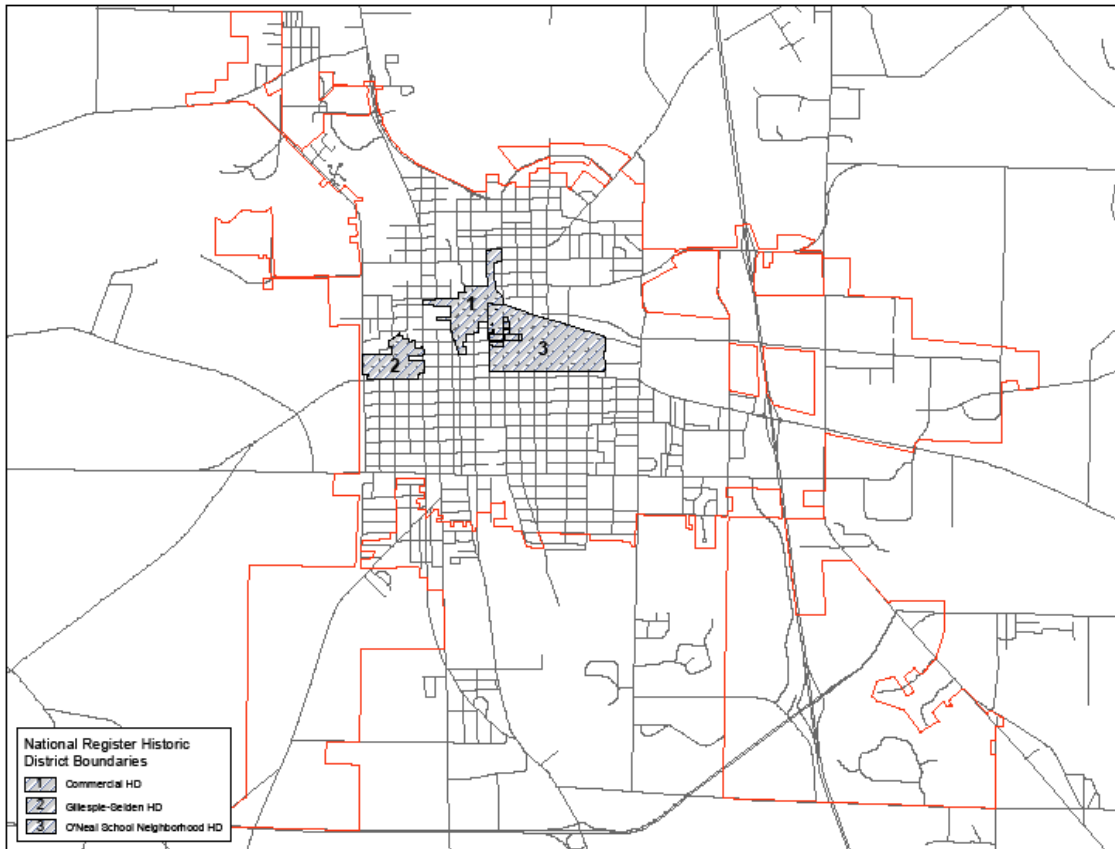 1
3
2
National Register Historic
District Boundaries
1 Commercial HD
2 Gillespie-Selden HD
3 O'Neal School Neighborhood HD